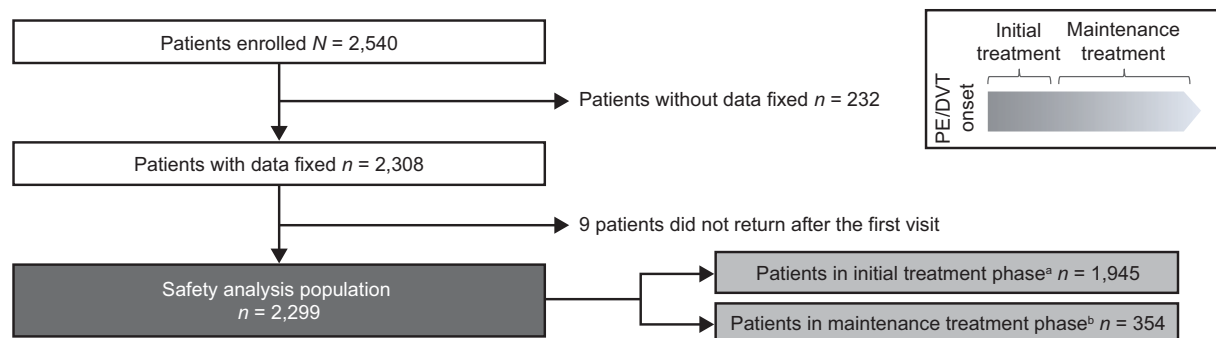 Patients enrolled N = 2,540
Patients without data fixed n = 232
Patients with data fixed n = 2,308
9 patients did not return after the first visit
Safety analysis population
n = 2,299
Patients in initial treatment phaseᵃ n = 1,945
Patients in maintenance treatment phaseᵇ n = 354
Initial
treatment
Maintenance
treatment
PE/DVT
onset